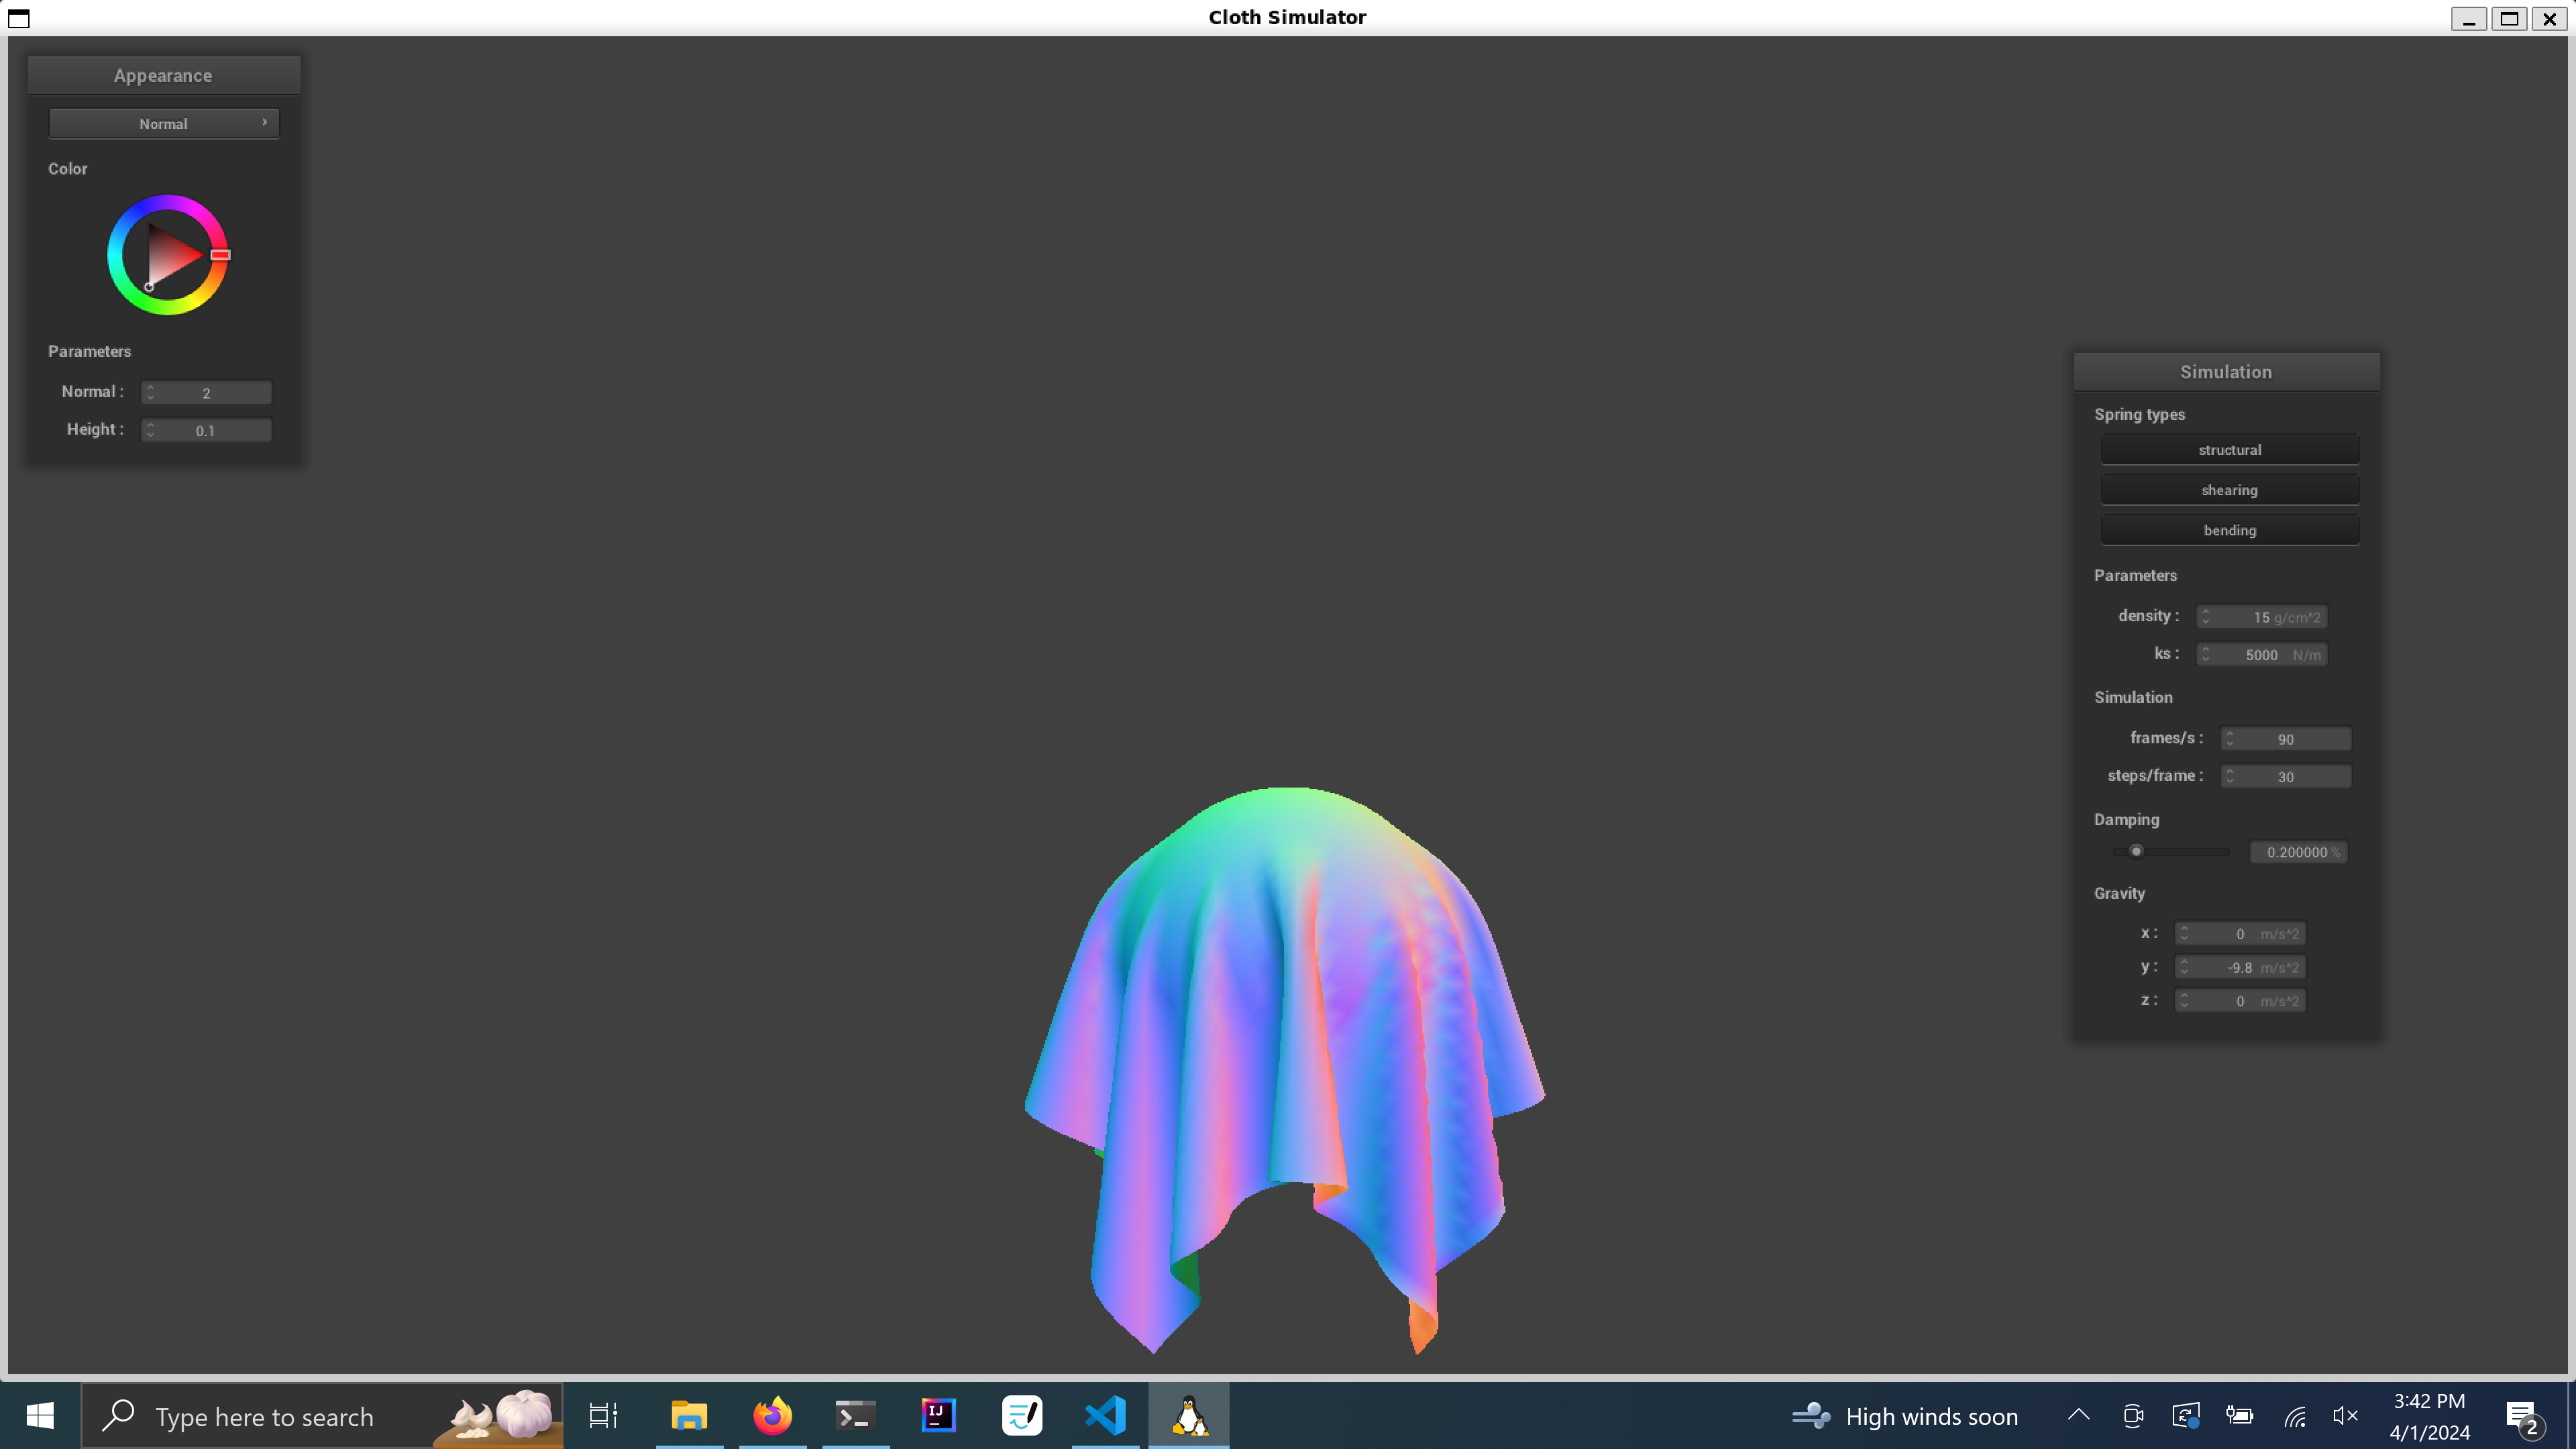 Cloth Simulator
Appearance
Normal
Color
Parameters
Normal : 2
Height : 0.1
Simulation
Spring types
structural
shearing
bending
Parameters
density : 15 g/cm^2
ks : 5000 N/m
Simulation
frames/s : 90
steps/frame : 30
Damping
0.200000 %
Gravity
x : 0 m/s^2
y : -9.8 m/s^2
z : 0 m/s^2
Type here to search
IJ
High winds soon
3:42 PM
4/1/2024
2